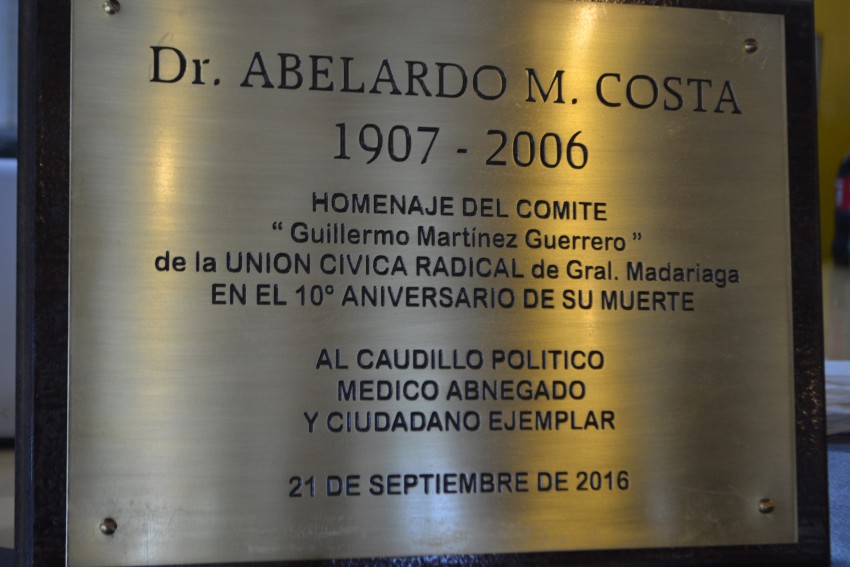 Dr. ABELARDO M. COSTA
1907 - 2006
HOMENAJE DEL COMITE
“ Guillermo Martínez Guerrero ”
de la UNION CIVICA RADICAL de Gral. Madariaga
EN EL 10º ANIVERSARIO DE SU MUERTE
AL CAUDILLO POLITICO
MEDICO ABNEGADO
Y CIUDADANO EJEMPLAR
21 DE SEPTIEMBRE DE 2016